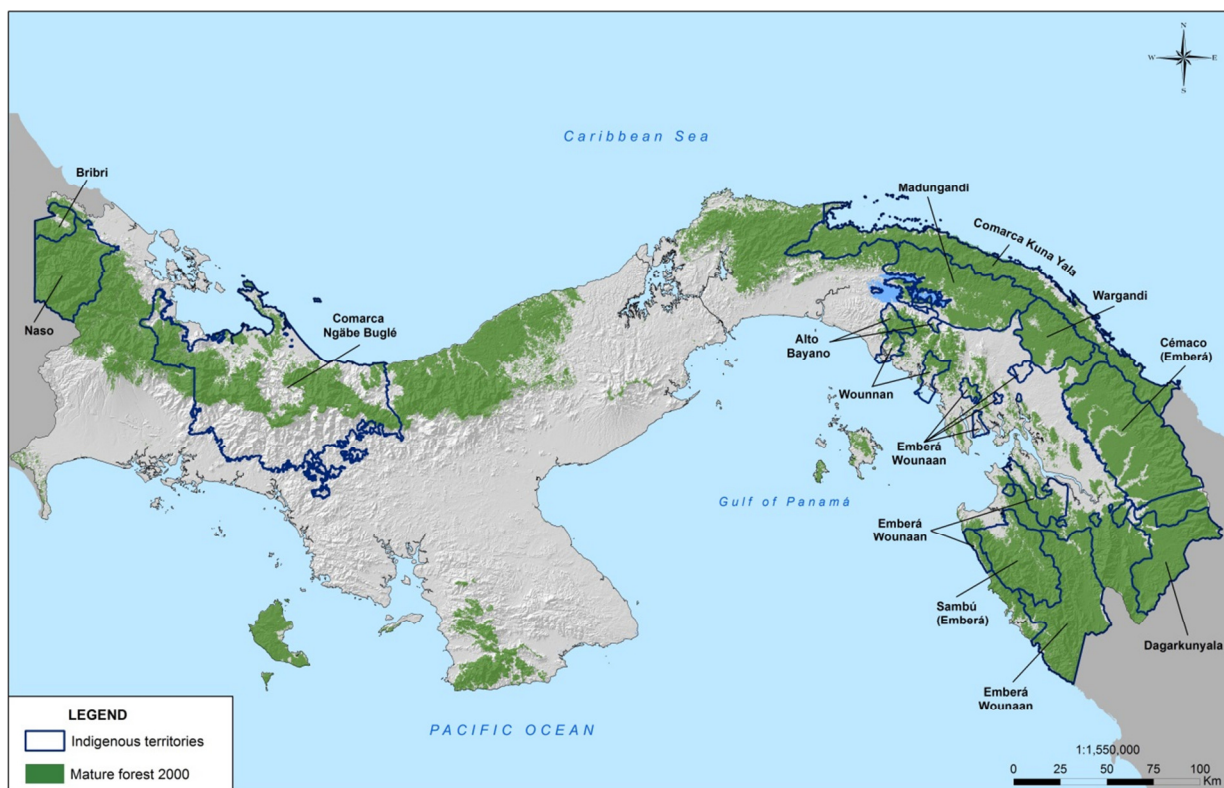 N
W
E
S
Caribbean Sea
Bribri
Madungandi
Comarca Kuna Yala
Wargandi
Naso
Comarca
Ngäbe Buglé
Alto
Bayano
Cémaco
(Emberá)
Wounnan
Emberá
Wounaan
Gulf of Panamá
Emberá
Wounaan
Sambú
(Emberá)
Dagarkunyala
Emberá
Wounaan
PACIFIC OCEAN
LEGEND
Indigenous territories
Mature forest 2000
1:1,550,000
0 25 50 75 100
Km